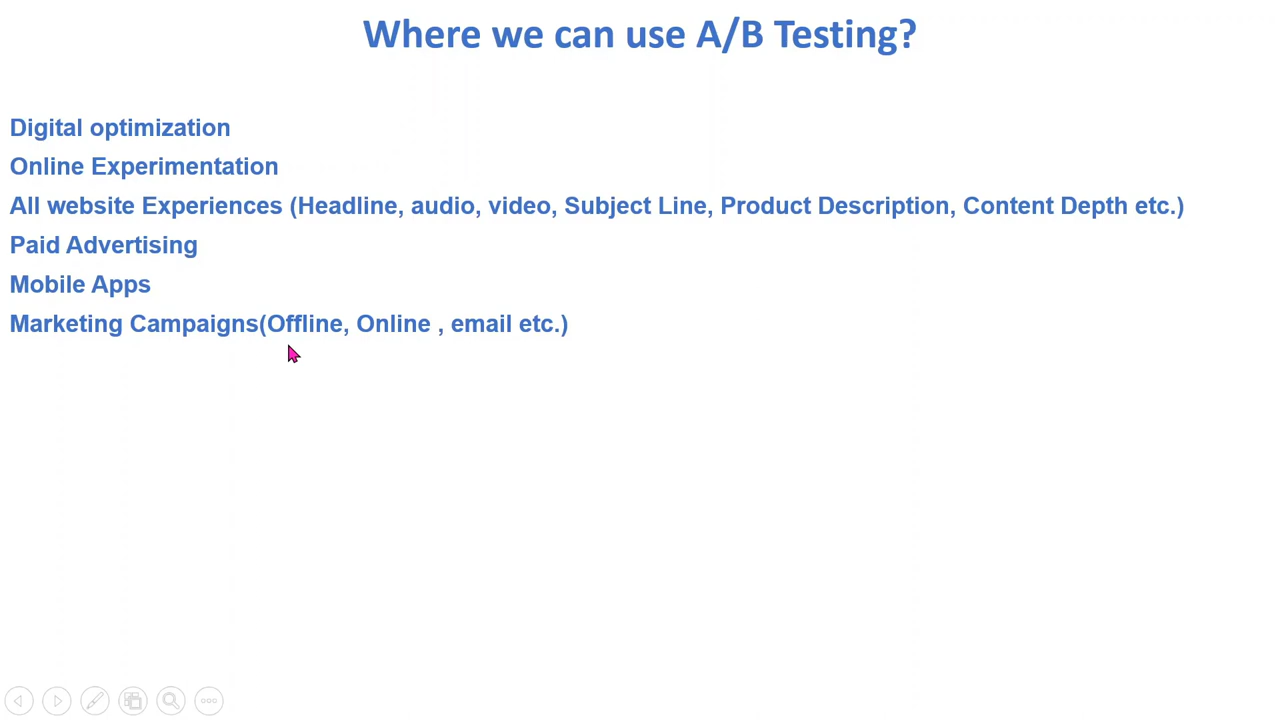 Where we can use A/B Testing?
Digital optimization
Online Experimentation
All website Experiences (Headline, audio, video, Subject Line, Product Description, Content Depth etc.)
Paid Advertising
Mobile Apps
Marketing Campaigns(Offline, Online , email etc.)